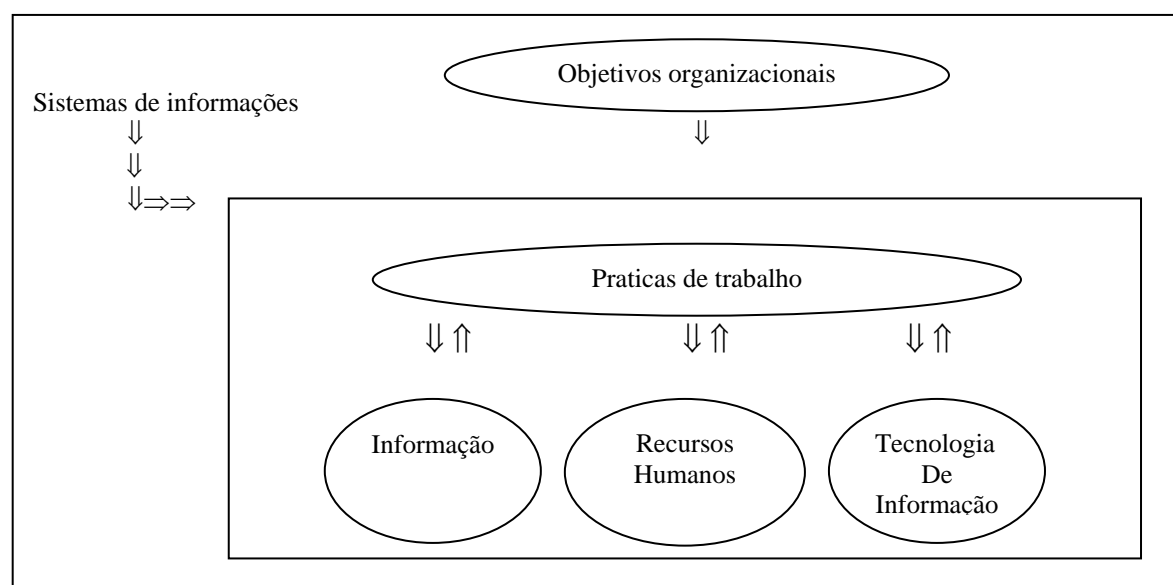 Objetivos organizacionais
Sistemas de informações
⇓ ⇓
⇓
⇓⇒⇒
Praticas de trabalho
⇓⇑ ⇓⇑ ⇓⇑
Informação
Recursos
Humanos
Tecnologia
De
Informação